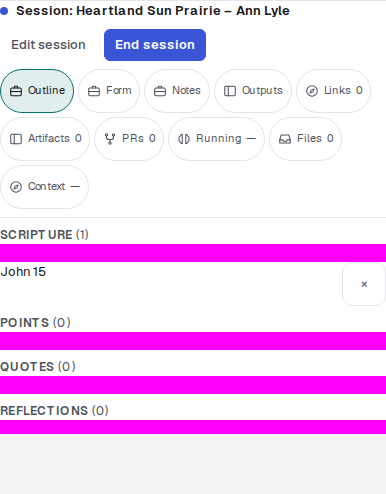 Session: Heartland Sun Prairie – Ann Lyle
Edit session End session
Outline Form Notes Outputs Links 0
Artifacts 0 PRs 0 Running — Files 0
Context —
SCRIPTURE (1)
John 15 ×
POINTS (0)
QUOTES (0)
REFLECTIONS (0)